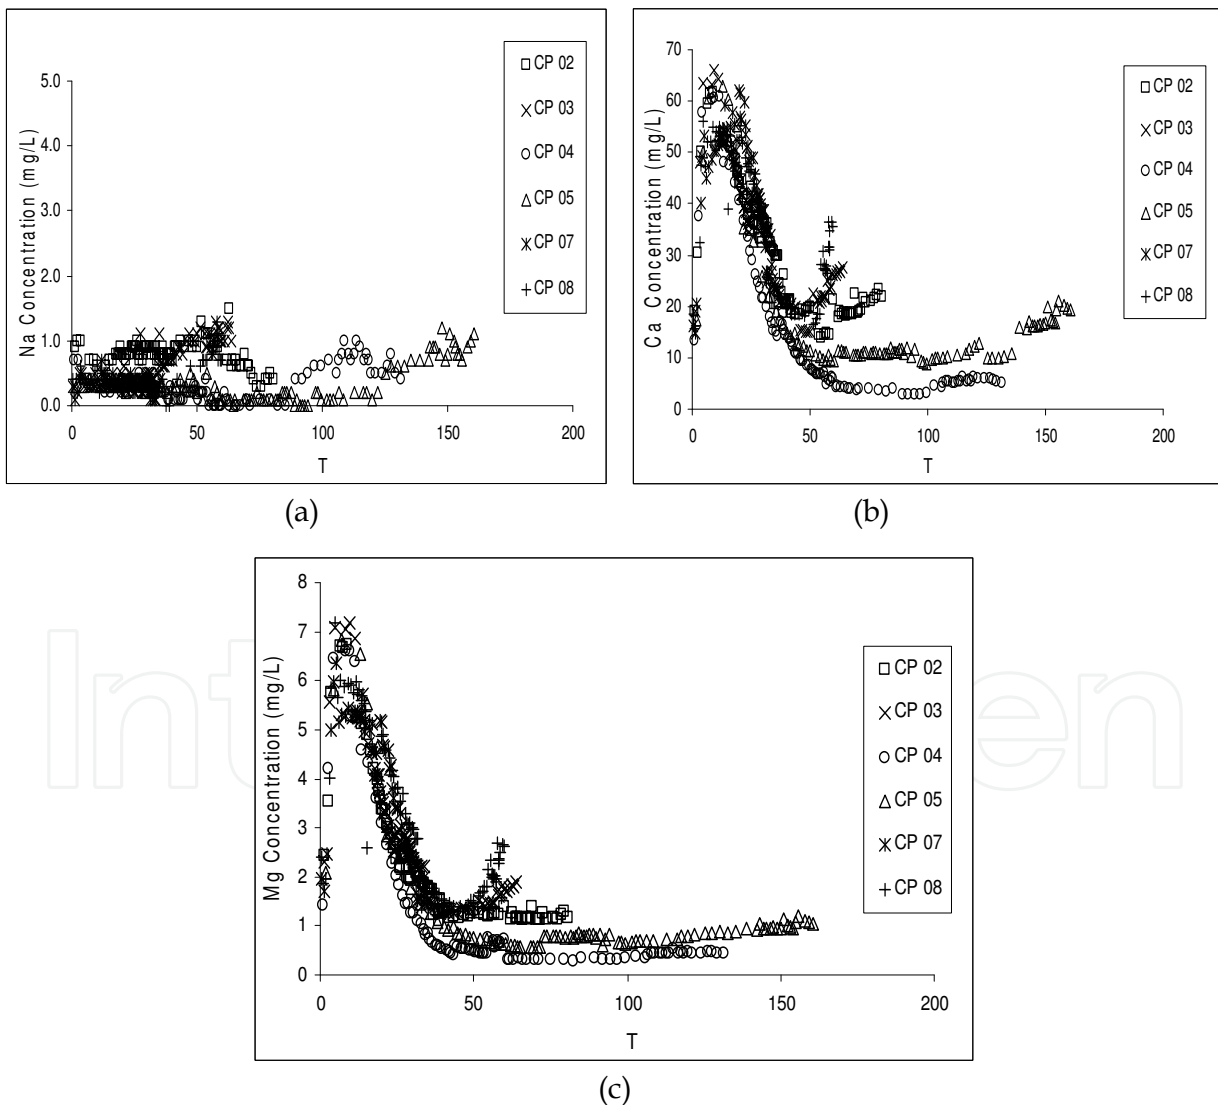 5.0
4.0
3.0
2.0
1.0
0.0
Na Concentration (mg/L)
0
50
100
150
200
T
CP 02
CP 03
CP 04
CP 05
CP 07
CP 08
(a)
70
60
50
40
30
20
10
0
Ca Concentration (mg/L)
0
50
100
150
200
T
CP 02
CP 03
CP 04
CP 05
CP 07
CP 08
(b)
8
7
6
5
4
3
2
1
0
Mg Concentration (mg/L)
0
50
100
150
200
T
CP 02
CP 03
CP 04
CP 05
CP 07
CP 08
(c)